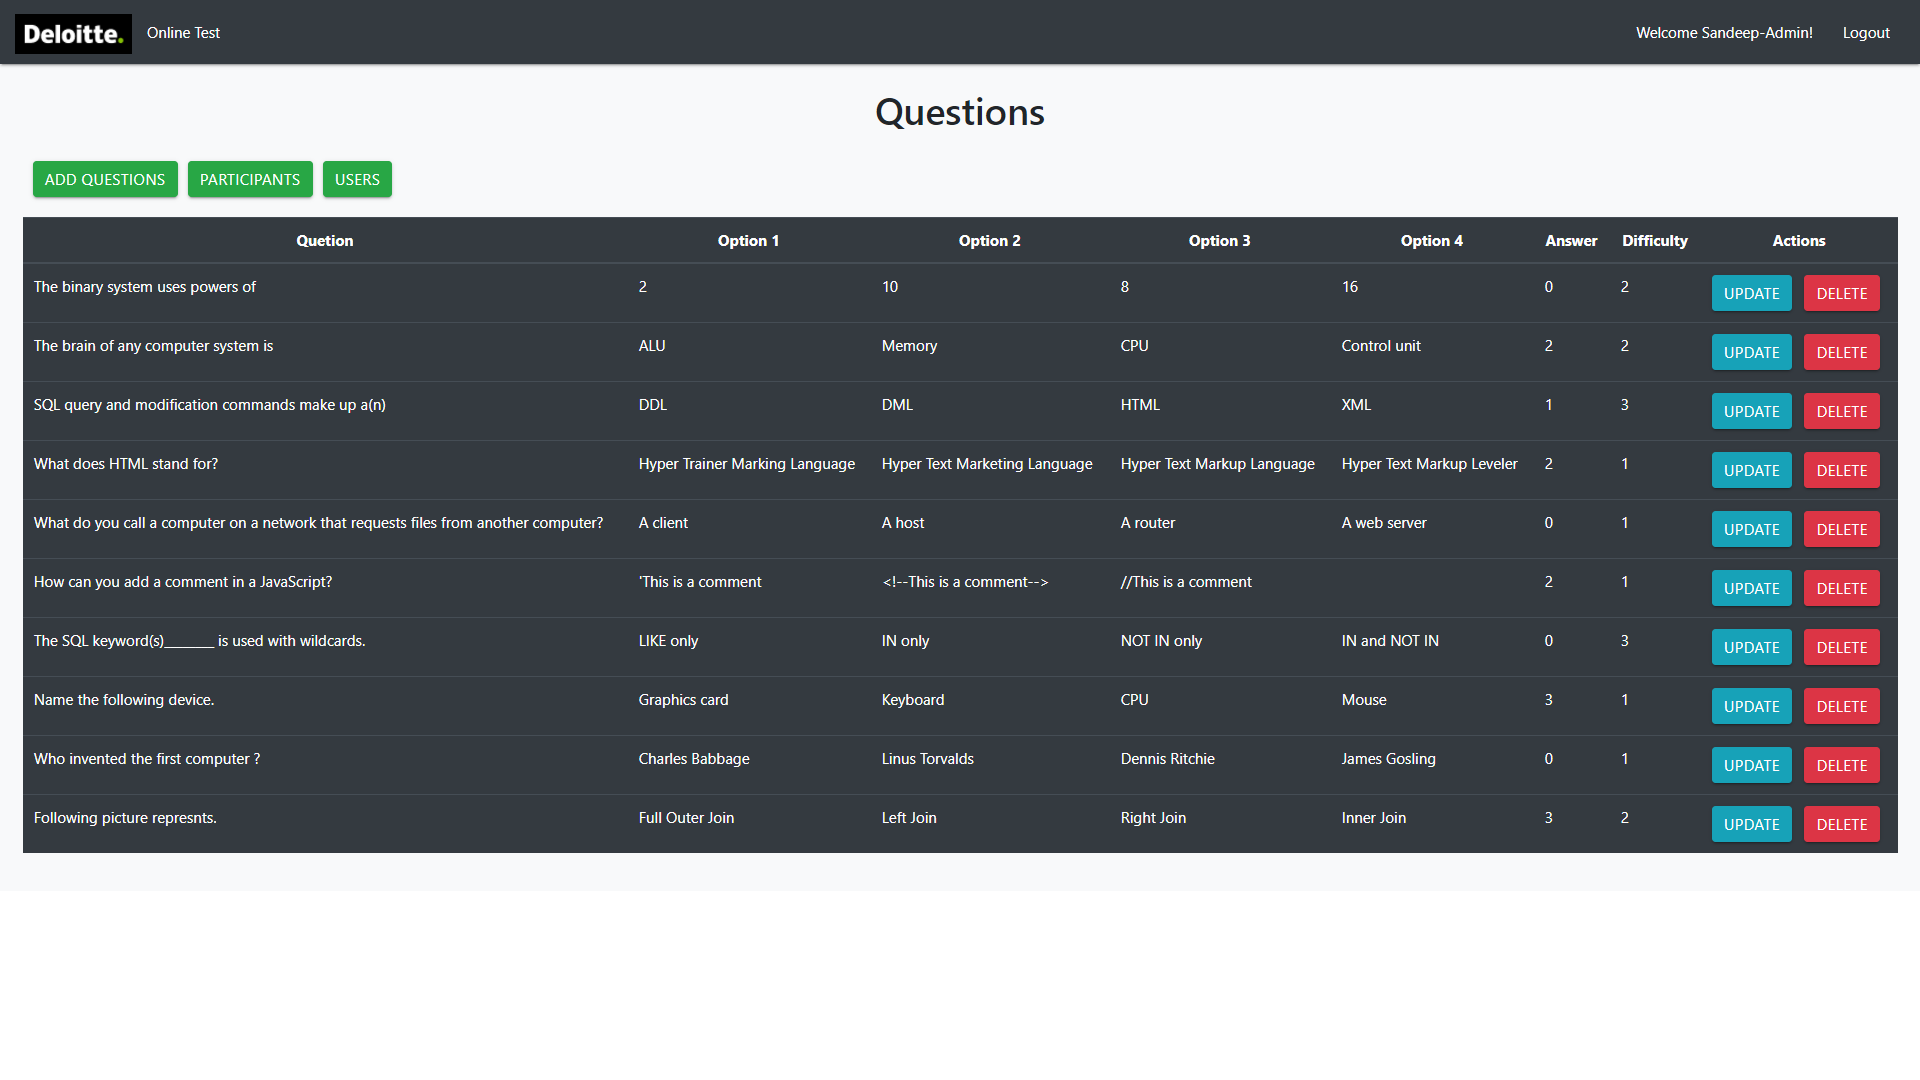 Deloitte. Online Test Welcome Sandeep-Admin! Logout
Questions
ADD QUESTIONS PARTICIPANTS USERS
Quetion Option 1 Option 2 Option 3 Option 4 Answer Difficulty Actions
The binary system uses powers of 2 10 8 16 0 2 UPDATE DELETE
The brain of any computer system is ALU Memory CPU Control unit 2 2 UPDATE DELETE
SQL query and modification commands make up a(n) DDL DML HTML XML 1 3 UPDATE DELETE
What does HTML stand for? Hyper Trainer Marking Language Hyper Text Marketing Language Hyper Text Markup Language Hyper Text Markup Leveler 2 1 UPDATE DELETE
What do you call a computer on a network that requests files from another computer? A client A host A router A web server 0 1 UPDATE DELETE
How can you add a comment in a JavaScript? 'This is a comment <!--This is a comment--> //This is a comment 2 1 UPDATE DELETE
The SQL keyword(s)_______ is used with wildcards. LIKE only IN only NOT IN only IN and NOT IN 0 3 UPDATE DELETE
Name the following device. Graphics card Keyboard CPU Mouse 3 1 UPDATE DELETE
Who invented the first computer ? Charles Babbage Linus Torvalds Dennis Ritchie James Gosling 0 1 UPDATE DELETE
Following picture represnts. Full Outer Join Left Join Right Join Inner Join 3 2 UPDATE DELETE